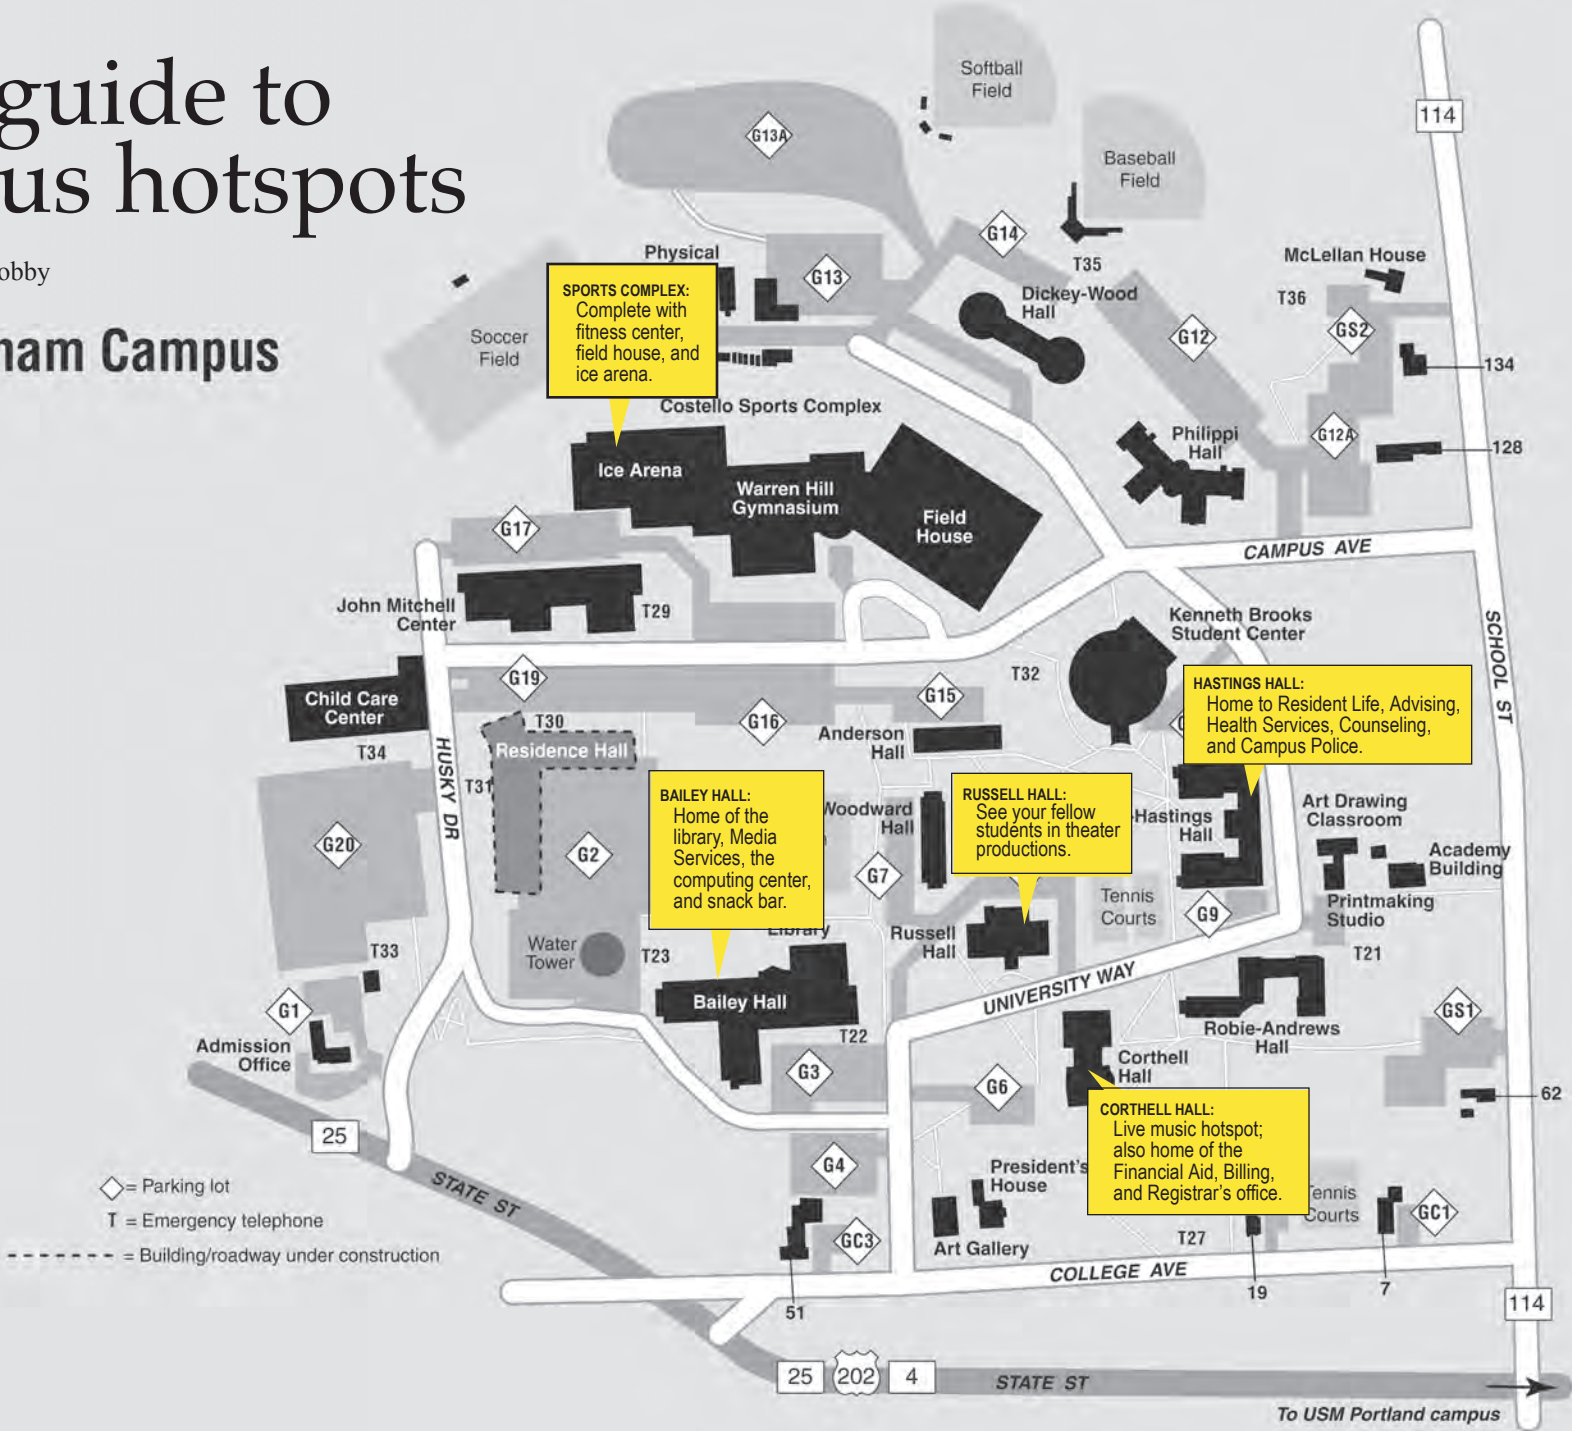 guide to
us hotspots
obby
ham Campus
Softball
Field
G13A
114
Baseball
Field
G14
Physical
G13
T35
McLellan House
T36
SPORTS COMPLEX:
Complete with
fitness center,
field house, and
ice arena.
Dickey-Wood
Hall
Soccer
Field
G12
GS2
134
Costello Sports Complex
Philippi
Hall
G12A
128
Ice Arena
Warren Hill
Gymnasium
Field
House
G17
CAMPUS AVE
John Mitchell
Center
T29
Kenneth Brooks
Student Center
SCHOOL ST
G19
T32
Child Care
Center
G15
G16
T30
HASTINGS HALL:
Home to Resident Life, Advising,
Health Services, Counseling,
and Campus Police.
Anderson
Hall
T34
Residence Hall
HUSKY DR
T31
BAILEY HALL:
Home of the
library, Media
Services, the
computing center,
and snack bar.
Woodward
Hall
RUSSELL HALL:
See your fellow
students in theater
productions.
Hastings
Hall
Art Drawing
Classroom
Academy
Building
G20
G2
G7
Tennis
Courts
G9
Printmaking
Studio
Library
Russell
Hall
T33
Water
Tower
T23
T21
UNIVERSITY WAY
Bailey Hall
G1
GS1
Admission
Office
T22
Robie-Andrews
Hall
G3
G6
Corthell
Hall
62
25
CORTHELL HALL:
Live music hotspot;
also home of the
Financial Aid, Billing,
and Registrar's office.
G4
President's
House
= Parking lot
STATE ST
Tennis
Courts
GC1
T = Emergency telephone
GC3
Art Gallery
T27
= Building/roadway under construction
COLLEGE AVE
51
19
7
114
25
202
4
STATE ST
To USM Portland campus